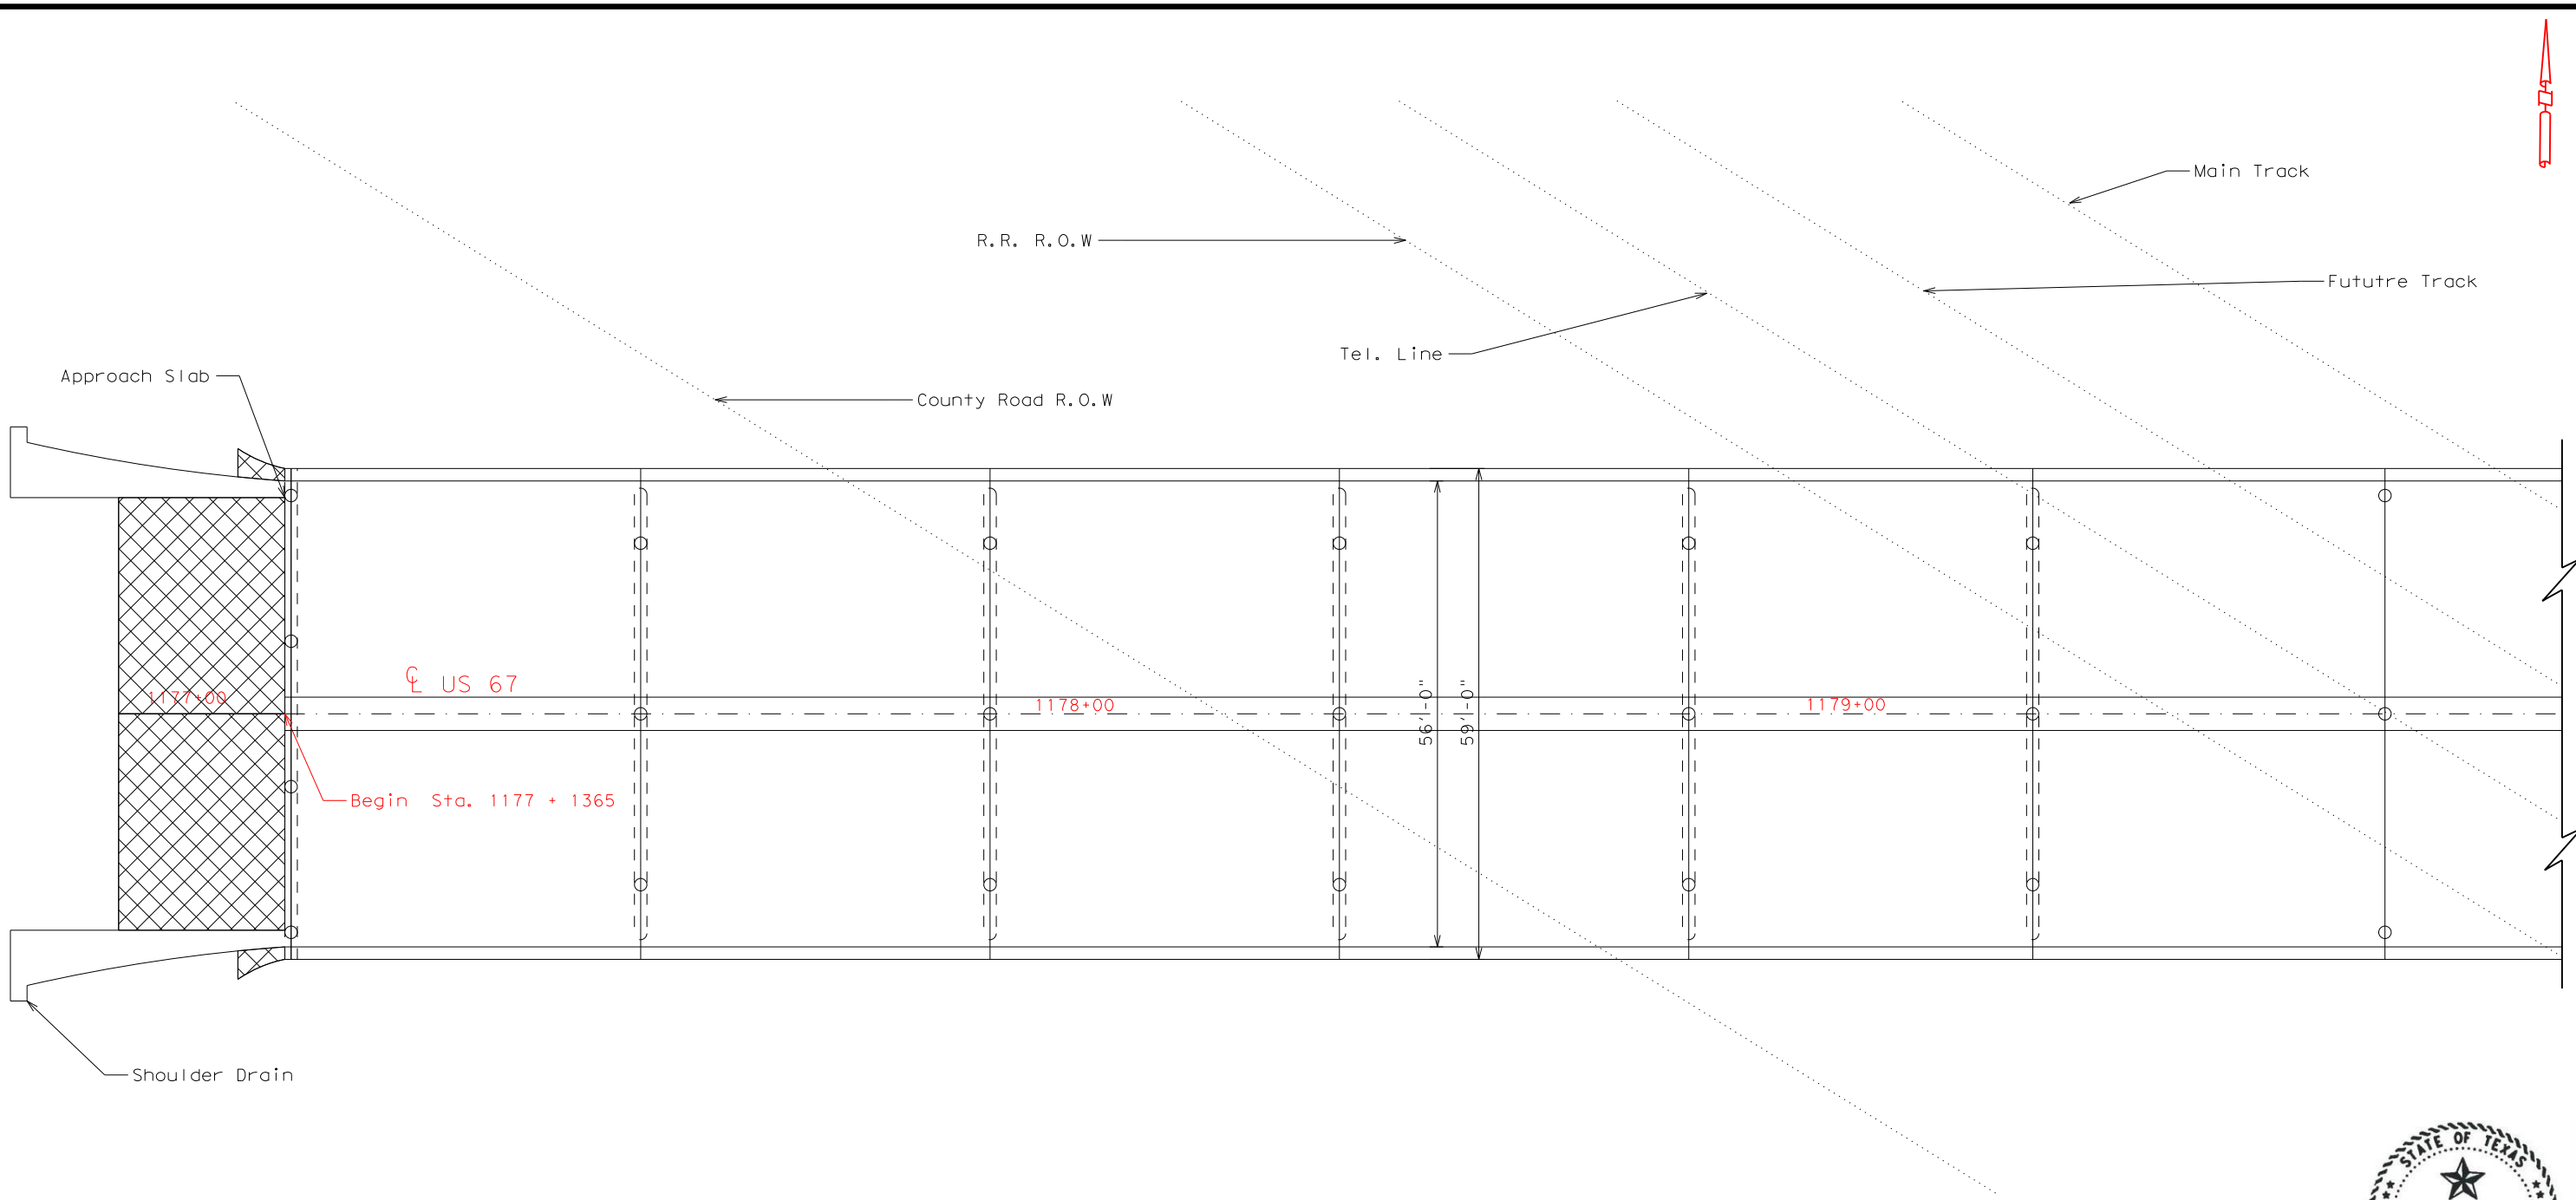 Main Track
R.R. R.O.W
Fututre Track
Tel. Line
Approach Slab
County Road R.O.W
℄ US 67
1177+00
1178+00
56'-0"
59'-0"
1179+00
Begin Sta. 1177 + 1365
Shoulder Drain
STATE OF TEXAS